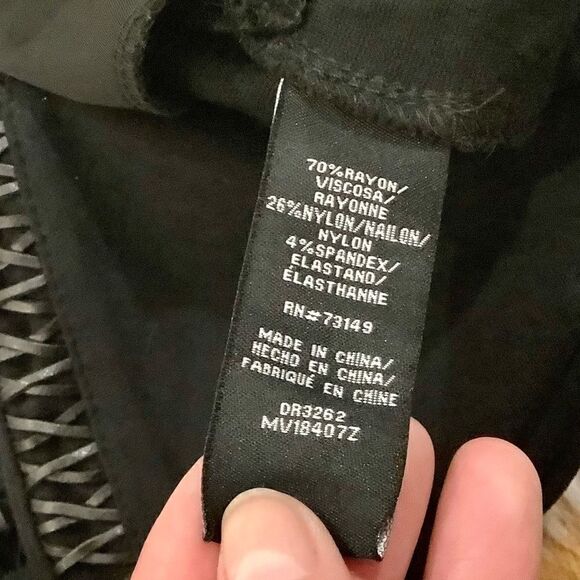 70%RAYON/
VISCOSA/
RAYONNE
26%NYLON/NAILON/
NYLON
4%SPANDEX/
ELASTANO/
ÉLASTHANNE
RN#73149
MADE IN CHINA/
HECHO EN CHINA/
FABRIQUÉ EN CHINE
DR3262
MV18407Z